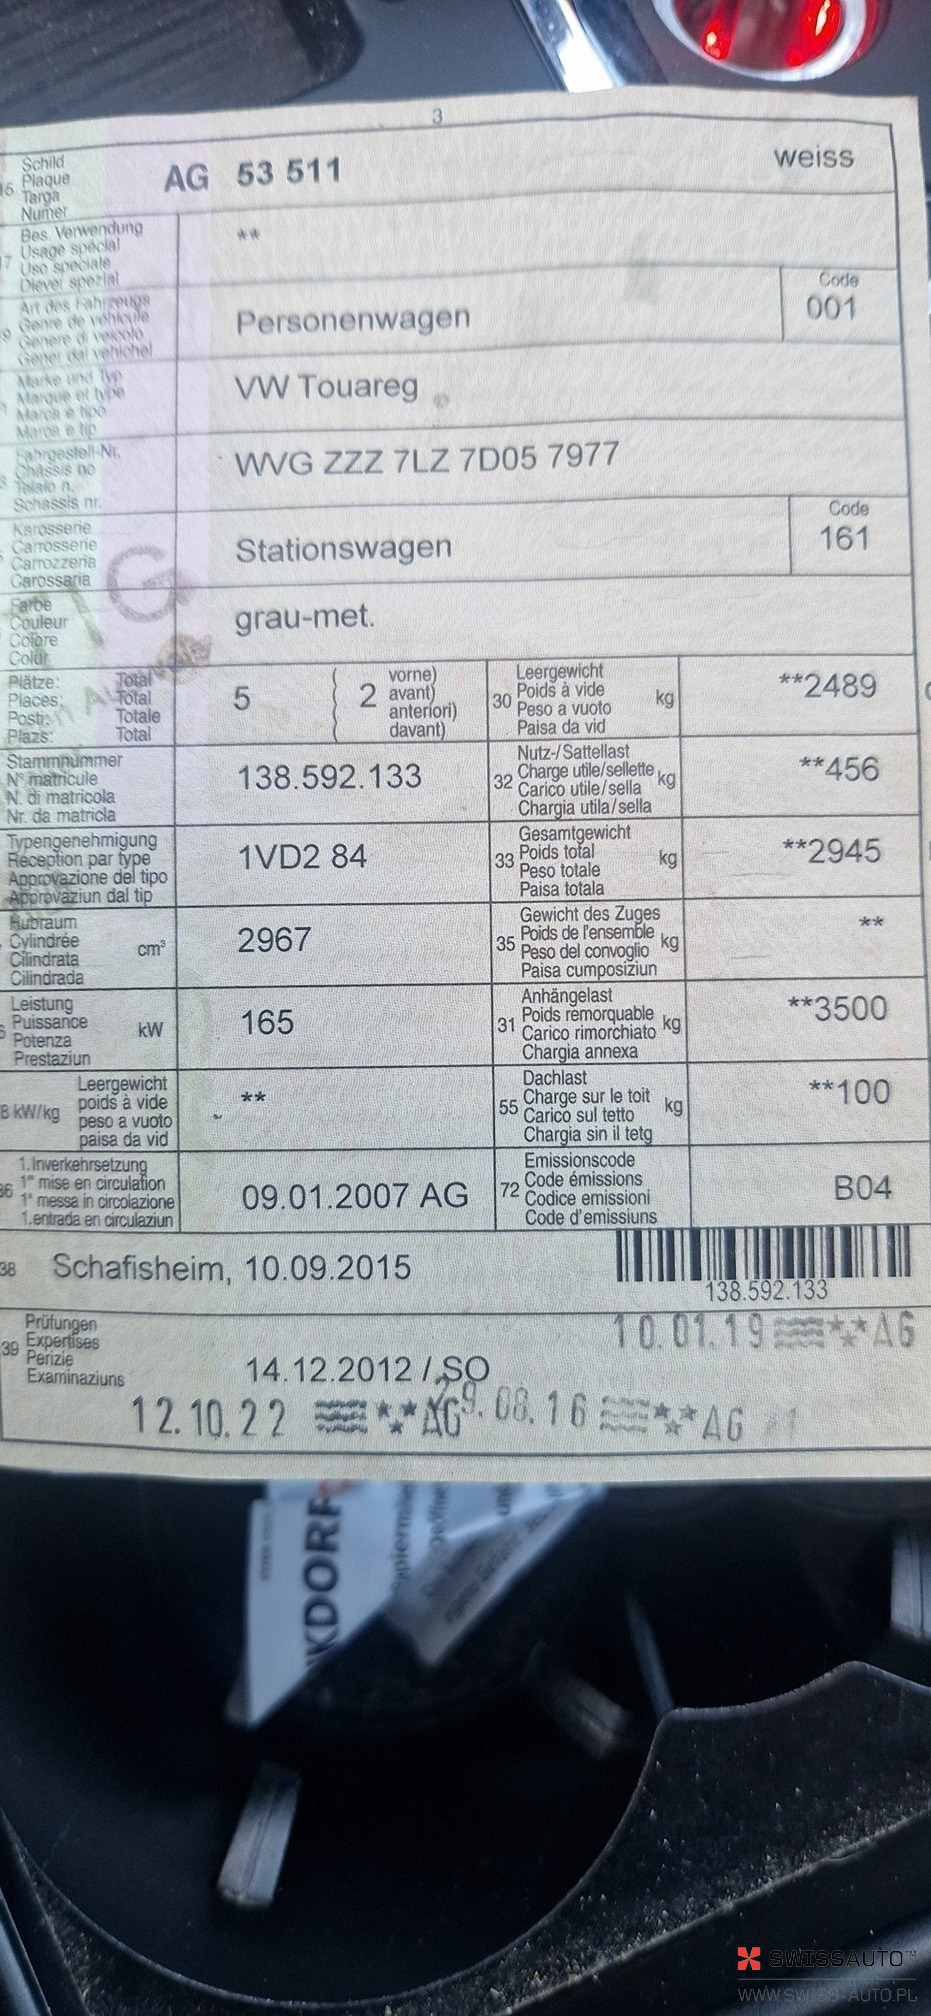 3
15 Schild Plaque Targa Numer AG 53 511 weiss
Bes. Verwendung
Usage spécial
Uso speciale
Diever spezial
**
Art des Fahrzeugs
Genre de véhicule
Genere di veicolo
Gener dal vehichel
Personenwagen
Code
001
Marke und Typ
Marque et type
Marca e tipo
Marca e tip
VW Touareg
Fahrgestell-Nr.
Châssis no
Telaio n.
Schassis nr.
WVG ZZZ 7LZ 7D05 7977
Karosserie
Carrosserie
Carrozzeria
Carossaria
Stationswagen
Code
161
Farbe
Couleur
Colore
Colur
grau-met.
Plätze: Total
Places: Total
Posti: Totale
Plazs: Total
5
2
vorne)
avant)
anteriori)
davant)
30 Leergewicht
Poids à vide kg
Peso a vuoto
Paisa da vid
**2489
Stammnummer
N° matricule
N. di matricola
Nr. da matricla
138.592.133
32 Nutz-/Sattellast
Charge utile/sellette kg
Carico utile/sella
Chargia utila/sella
**456
Typengenehmigung
Réception par type
Approvazione del tipo
Approvaziun dal tip
1VD2 84
33 Gesamtgewicht
Poids total kg
Peso totale
Paisa totala
**2945
Hubraum
Cylindrée cm³
Cilindrata
Cilindrada
2967
35 Gewicht des Zuges
Poids de l'ensemble kg
Peso del convoglio
Paisa cumposiziun
**
Leistung
Puissance kW
Potenza
Prestaziun
165
31 Anhängelast
Poids remorquable kg
Carico rimorchiato
Chargia annexa
**3500
kW/kg
Leergewicht
poids à vide
peso a vuoto
paisa da vid
**
55 Dachlast
Charge sur le toit kg
Carico sul tetto
Chargia sin il tetg
**100
36 1.Inverkehrsetzung
1re mise en circulation
1a messa in circolazione
1.entrada en circulaziun
09.01.2007 AG
72 Emissionscode
Code émissions
Codice emissioni
Code d'emissiuns
B04
38 Schafisheim, 10.09.2015
138.592.133
39 Prüfungen
Expertises
Perizie
Examinaziuns
10.01.19 AG
14.12.2012 / SO
12.10.22 AG
9.08.16 AG
KDORF
SWISSAUTO™
WWW.SWISS-AUTO.PL